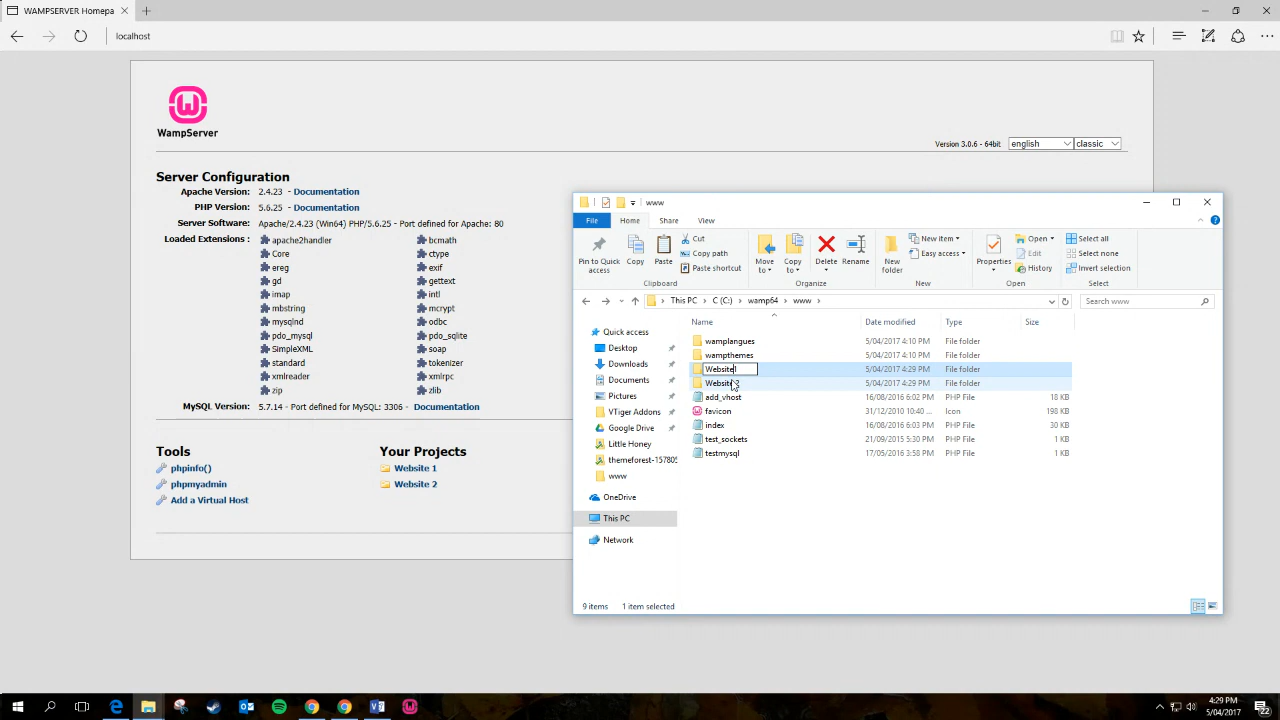 WAMPSERVER Homepa
localhost
WampServer
Version 3.0.6 - 64bit english classic
Server Configuration
Apache Version: 2.4.23 - Documentation
PHP Version: 5.6.25 - Documentation
Server Software: Apache/2.4.23 (Win64) PHP/5.6.25 - Port defined for Apache: 80
Loaded Extensions : apache2handler bcmath
Core ctype
ereg exif
gd gettext
imap intl
mbstring mcrypt
mysqlnd odbc
pdo_mysql pdo_sqlite
SimpleXML soap
standard tokenizer
xmlreader xmlrpc
zip zlib
MySQL Version: 5.7.14 - Port defined for MySQL: 3306 - Documentation
Tools Your Projects
phpinfo() Website 1
phpmyadmin Website 2
Add a Virtual Host
www
File Home Share View
Pin to Quick access
Copy
Paste
Cut
Copy path
Paste shortcut
Clipboard
Move to
Copy to
Delete
Rename
Organize
New folder
New item
Easy access
New
Properties
Open
Edit
History
Open
Select all
Select none
Invert selection
Select
This PC C (C:) wamp64 www
Search www
Name Date modified Type Size
Quick access
Desktop
Downloads
Documents
Pictures
VTiger Addons
Google Drive
Little Honey
themeforest-157805
www
OneDrive
This PC
Network
wamplangues 5/04/2017 4:10 PM File folder
wampthemes 5/04/2017 4:10 PM File folder
Website1 5/04/2017 4:29 PM File folder
5/04/2017 4:29 PM File folder
add_vhost 16/08/2016 6:02 PM PHP File 18 KB
favicon 31/12/2010 10:40 ... Icon 198 KB
index 16/08/2016 6:03 PM PHP File 30 KB
test_sockets 21/09/2015 5:30 PM PHP File 1 KB
testmysql 17/05/2016 3:58 PM PHP File 1 KB
9 items 1 item selected
4:29 PM
5/04/2017
22